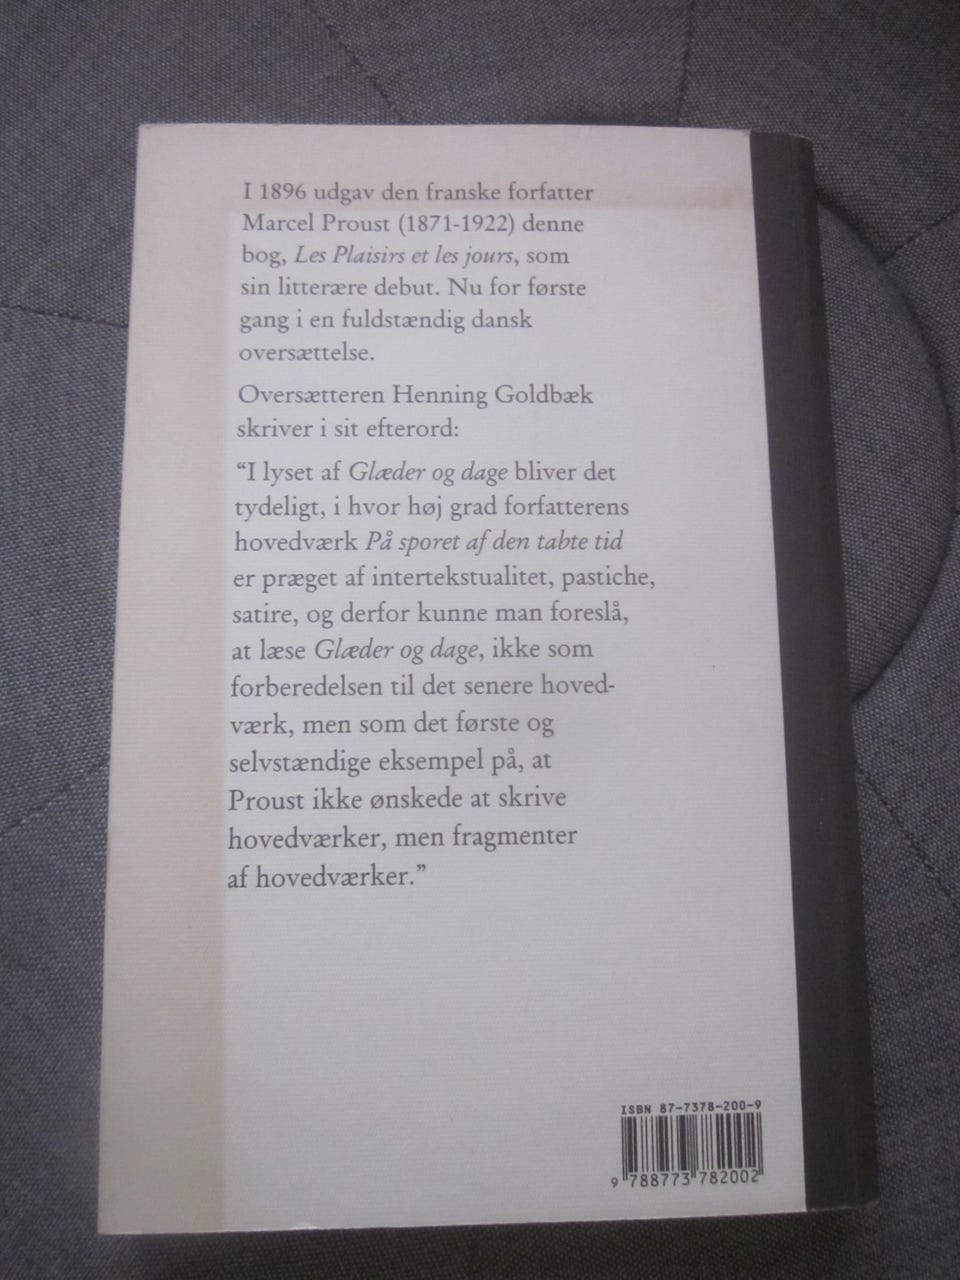 I 1896 udgav den franske forfatter
Marcel Proust (1871-1922) denne
bog, Les Plaisirs et les jours, som
sin litterære debut. Nu for første
gang i en fuldstændig dansk
oversættelse.
Oversætteren Henning Goldbæk
skriver i sit efterord:
“I lyset af Glæder og dage bliver det
tydeligt, i hvor høj grad forfatterens
hovedværk På sporet af den tabte tid
er præget af intertekstualitet, pastiche,
satire, og derfor kunne man foreslå,
at læse Glæder og dage, ikke som
forberedelsen til det senere hoved-
værk, men som det første og
selvstændige eksempel på, at
Proust ikke ønskede at skrive
hovedværker, men fragmenter
af hovedværker.”
ISBN 87-7378-200-9
9 788773 782002